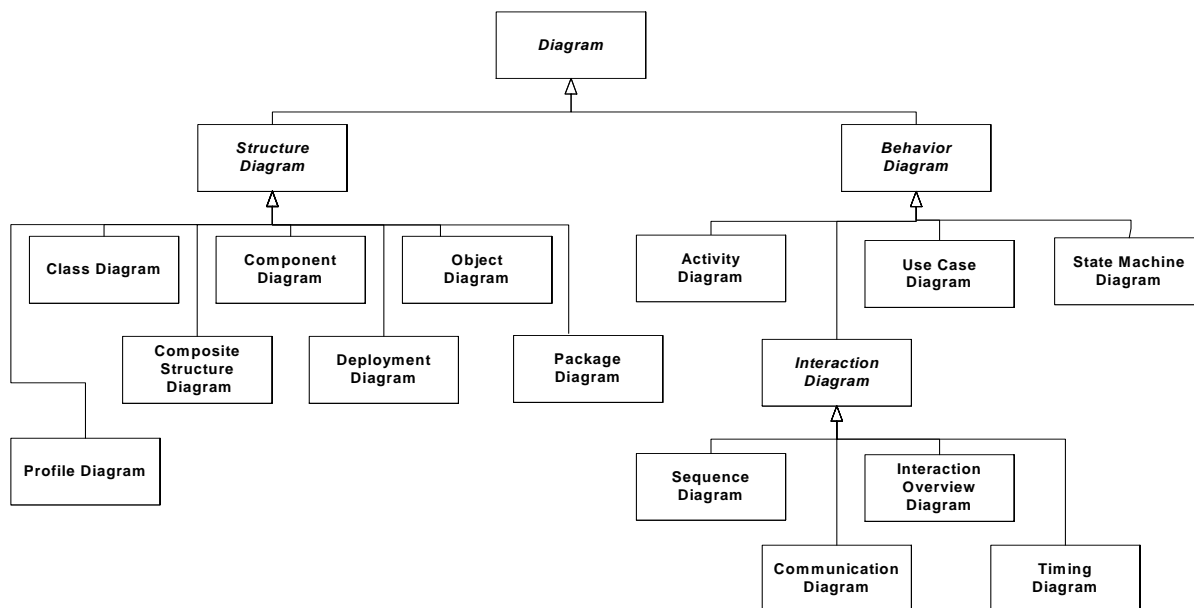 Diagram
Structure
Diagram
Behavior
Diagram
Class Diagram
Component
Diagram
Object
Diagram
Activity
Diagram
Use Case
Diagram
State Machine
Diagram
Composite
Structure
Diagram
Deployment
Diagram
Package
Diagram
Interaction
Diagram
Profile Diagram
Sequence
Diagram
Interaction
Overview
Diagram
Communication
Diagram
Timing
Diagram